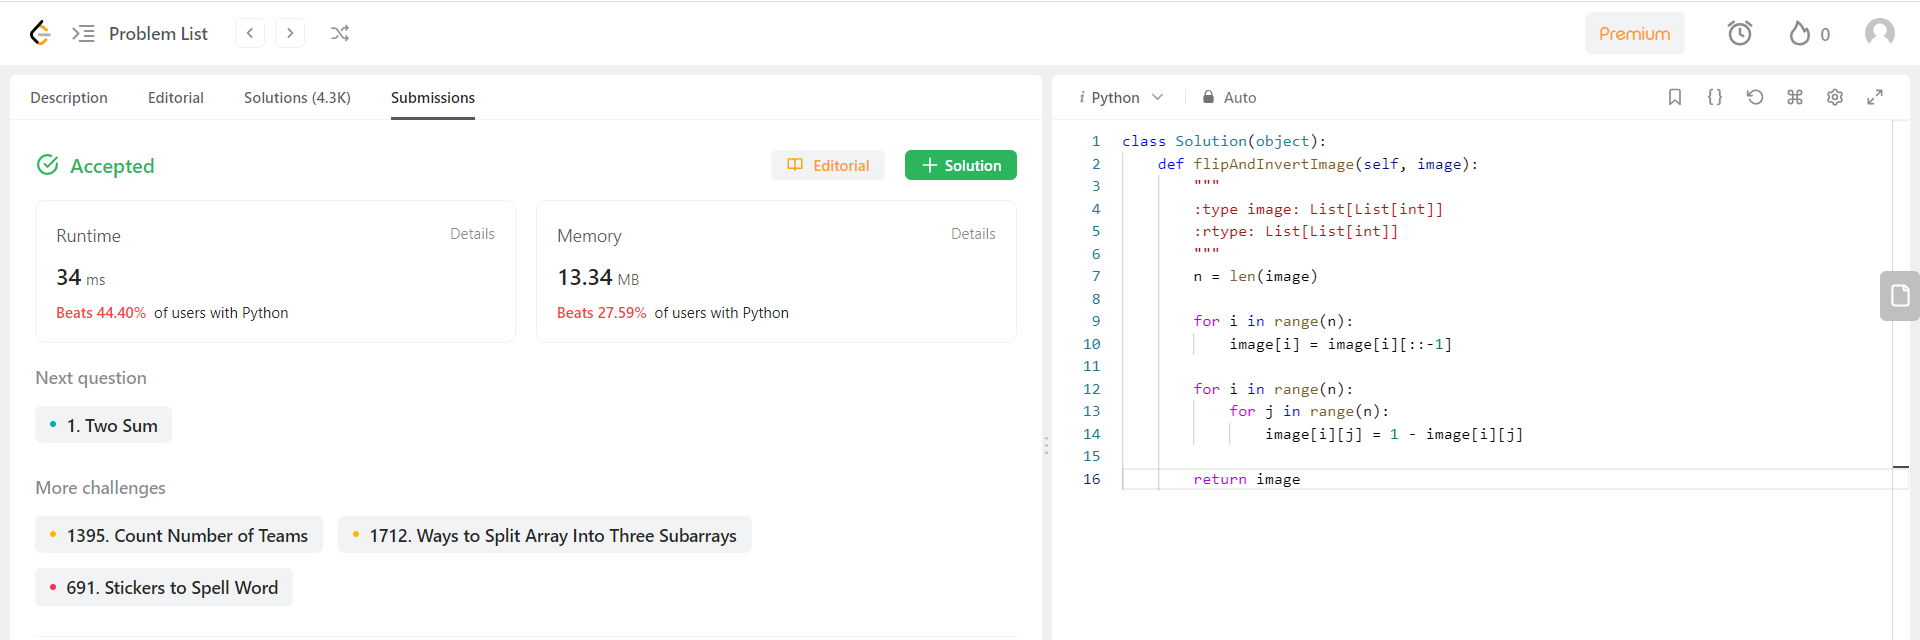 Problem List
Premium
0
Description Editorial Solutions (4.3K) Submissions
Accepted
Editorial
Solution
Runtime
Details
34 ms
Beats 44.40% of users with Python
Memory
Details
13.34 MB
Beats 27.59% of users with Python
Next question
1. Two Sum
More challenges
1395. Count Number of Teams
1712. Ways to Split Array Into Three Subarrays
691. Stickers to Spell Word
i Python
Auto
1 class Solution(object):
2     def flipAndInvertImage(self, image):
3         """
4         :type image: List[List[int]]
5         :rtype: List[List[int]]
6         """
7         n = len(image)
8
9         for i in range(n):
10             image[i] = image[i][::-1]
11
12         for i in range(n):
13             for j in range(n):
14                 image[i][j] = 1 - image[i][j]
15
16         return image